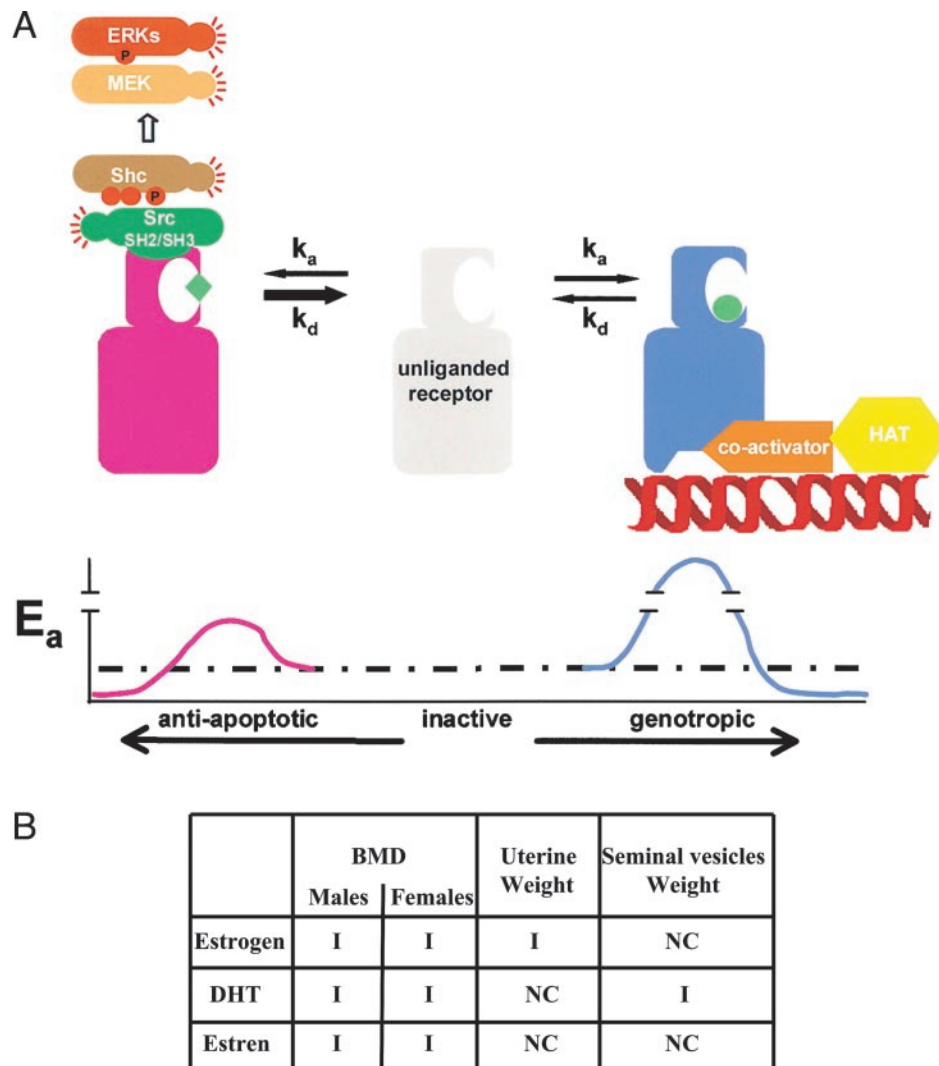 A
ERKs
P
MEK
Shc
P
Src
SH2/SH3
ka
kd
unliganded
receptor
ka
kd
co-activator
HAT
Ea
anti-apoptotic inactive genotropic
B
BMD Uterine Seminal vesicles
Males Females Weight Weight
Estrogen I I I NC
DHT I I NC I
Estren I I NC NC